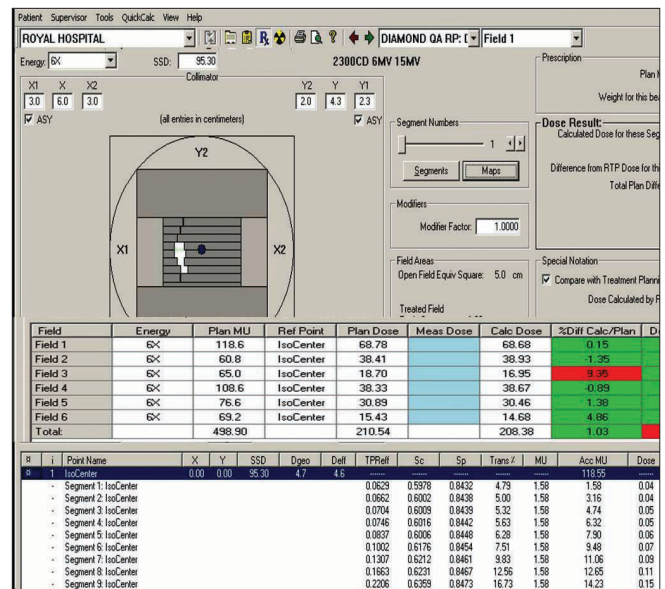 Patient Supervisor Tools QuickCalc View Help
ROYAL HOSPITAL DIAMOND QA RP: ( Field 1
Energy: 6X SSD: 95.30 2300CD 6MV 15MV
Collimator
X1 X X2 Y2 Y Y1
3.0 6.0 3.0 2.0 4.3 2.3
ASY (all entries in centimeters) ASY
Y2
X1 X2
Segment Numbers
1
Segments Maps
Modifiers
Modifier Factor: 1.0000
Field Areas
Open Field Equiv Square: 5.0 cm
Treated Field
Prescription
Plan
Weight for this bea
Dose Result:
Calculated Dose for these Seg
Difference from RTP Dose for thi
Total Plan Diffe
Special Notation
Compare with Treatment Planni
Dose Calculated by R
Field Energy Plan MU Ref Point Plan Dose Meas Dose Calc Dose %Diff Calc/Plan D
Field 1 6X 118.6 IsoCenter 68.78 68.68 0.15
Field 2 6X 60.8 IsoCenter 38.41 38.93 -1.35
Field 3 6X 65.0 IsoCenter 18.70 16.95 9.35
Field 4 6X 108.6 IsoCenter 38.33 38.67 -0.89
Field 5 6X 76.6 IsoCenter 30.89 30.46 1.38
Field 6 6X 69.2 IsoCenter 15.43 14.68 4.86
Total: 498.90 210.54 208.38 1.03
¤ i Point Name X Y SSD Dgeo Deff TPReff Sc Sp Trans % MU Acc MU Dose
¤ 1 IsoCenter 0.00 0.00 95.30 4.7 4.6 ------- ------- ------- ------- ------- 118.55
- Segment 1: IsoCenter 0.0629 0.5978 0.8432 4.79 1.58 1.58 0.04
- Segment 2: IsoCenter 0.0662 0.6002 0.8438 5.00 1.58 3.16 0.04
- Segment 3: IsoCenter 0.0704 0.6009 0.8439 5.32 1.58 4.74 0.05
- Segment 4: IsoCenter 0.0746 0.6016 0.8442 5.63 1.58 6.32 0.05
- Segment 5: IsoCenter 0.0837 0.6006 0.8448 6.28 1.58 7.90 0.06
- Segment 6: IsoCenter 0.1002 0.6176 0.8454 7.51 1.58 9.48 0.07
- Segment 7: IsoCenter 0.1307 0.6212 0.8461 9.83 1.58 11.06 0.09
- Segment 8: IsoCenter 0.1663 0.6231 0.8467 12.56 1.58 12.65 0.11
- Segment 9: IsoCenter 0.2206 0.6359 0.8473 16.73 1.58 14.23 0.15